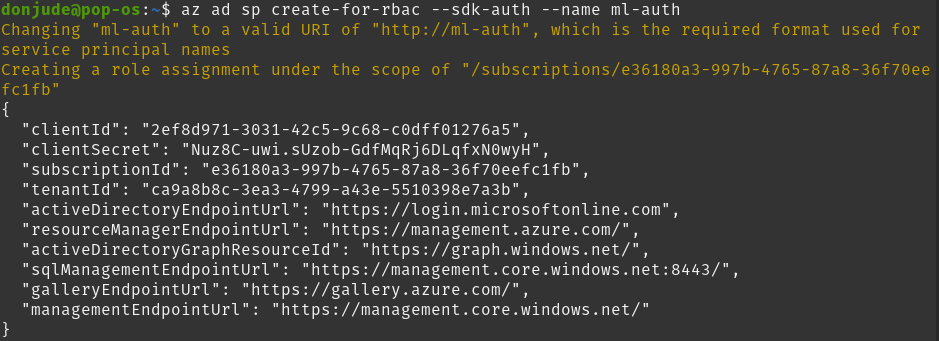 donjude@pop-os:~$ az ad sp create-for-rbac --sdk-auth --name ml-auth
Changing "ml-auth" to a valid URI of "http://ml-auth", which is the required format used for
service principal names
Creating a role assignment under the scope of "/subscriptions/e36180a3-997b-4765-87a8-36f70ee
fc1fb"
{
  "clientId": "2ef8d971-3031-42c5-9c68-c0dff01276a5",
  "clientSecret": "Nuz8C-uwi.sUzob-GdfMqRj6DLqfxN0wyH",
  "subscriptionId": "e36180a3-997b-4765-87a8-36f70eefc1fb",
  "tenantId": "ca9a8b8c-3ea3-4799-a43e-5510398e7a3b",
  "activeDirectoryEndpointUrl": "https://login.microsoftonline.com",
  "resourceManagerEndpointUrl": "https://management.azure.com/",
  "activeDirectoryGraphResourceId": "https://graph.windows.net/",
  "sqlManagementEndpointUrl": "https://management.core.windows.net:8443/",
  "galleryEndpointUrl": "https://gallery.azure.com/",
  "managementEndpointUrl": "https://management.core.windows.net/"
}